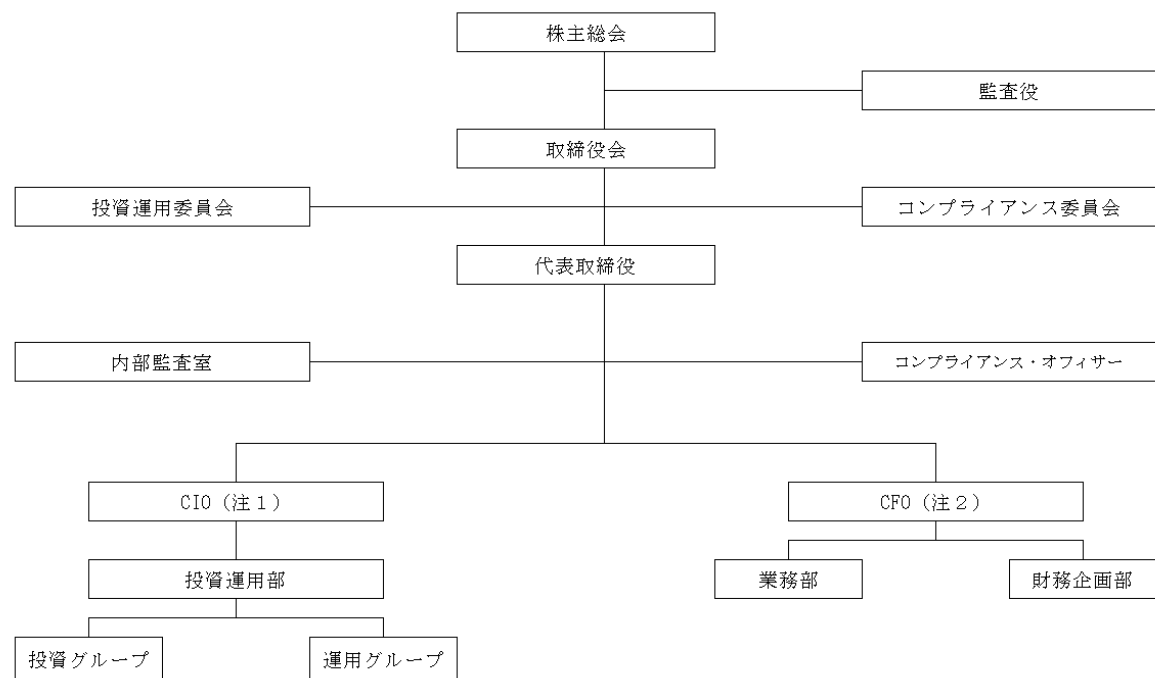 株主総会
監査役
取締役会
投資運用委員会
コンプライアンス委員会
代表取締役
内部監査室
コンプライアンス・オフィサー
CIO（注１）
CFO（注２）
投資運用部
業務部
財務企画部
投資グループ
運用グループ